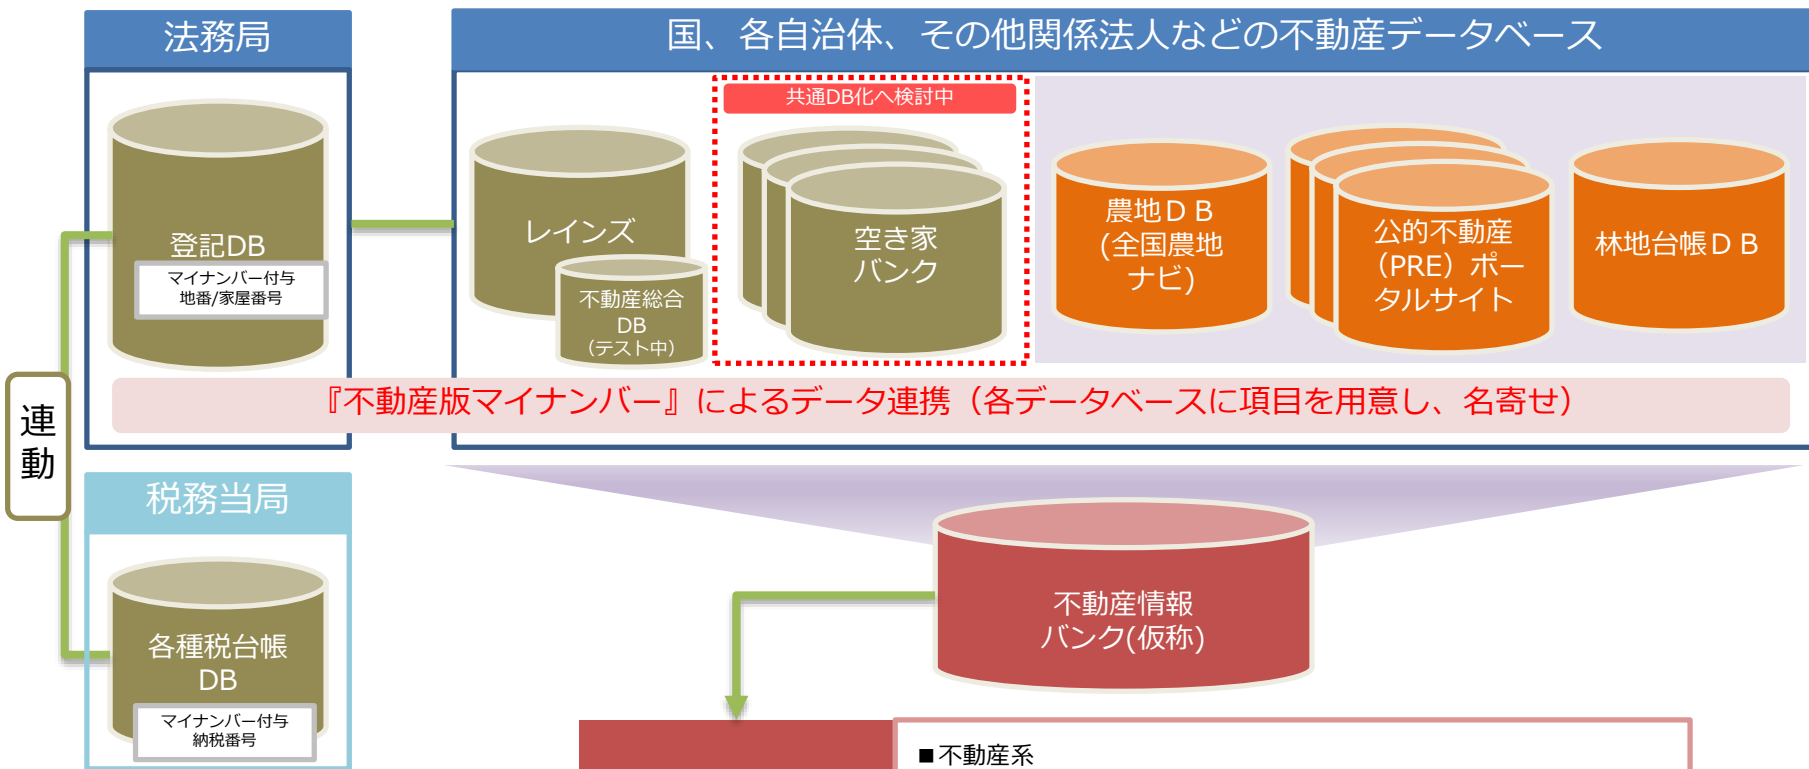 法務局
国、各自治体、その他関係法人などの不動産データベース
共通DB化へ検討中
登記DB
マイナンバー付与
地番/家屋番号
レインズ
不動産総合
DB
（テスト中）
空き家
バンク
農地ＤＢ
(全国農地
ナビ)
公的不動産
（PRE）ポー
タルサイト
林地台帳ＤＢ
『不動産版マイナンバー』によるデータ連携（各データベースに項目を用意し、名寄せ）
連
動
税務当局
各種税台帳
DB
マイナンバー付与
納税番号
不動産情報
バンク(仮称)
■不動産系